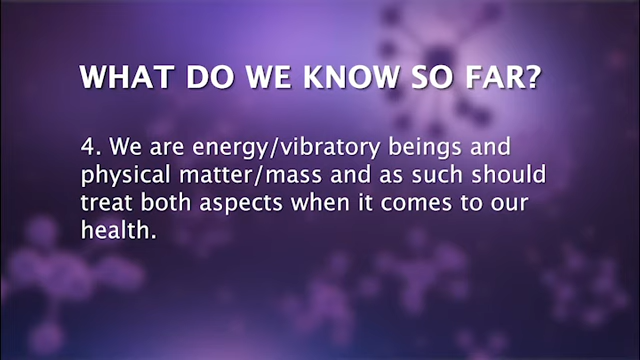 WHAT DO WE KNOW SO FAR?
4. We are energy/vibratory beings and
physical matter/mass and as such should
treat both aspects when it comes to our
health.